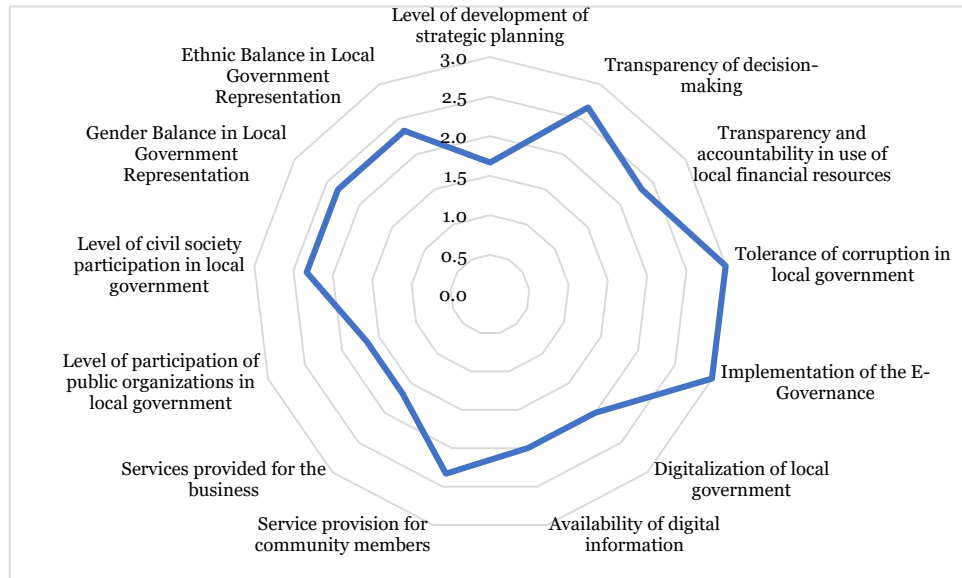 Level of development of
strategic planning
Transparency of decision-
making
Transparency and
accountability in use of
local financial resources
Tolerance of corruption in
local government
Implementation of the E-
Governance
Digitalization of local
government
Availability of digital
information
Service provision for
community members
Services provided for the
business
Level of participation of
public organizations in
local government
Level of civil society
participation in local
government
Gender Balance in Local
Government
Representation
Ethnic Balance in Local
Government
Representation
3.0
2.5
2.0
1.5
1.0
0.5
0.0